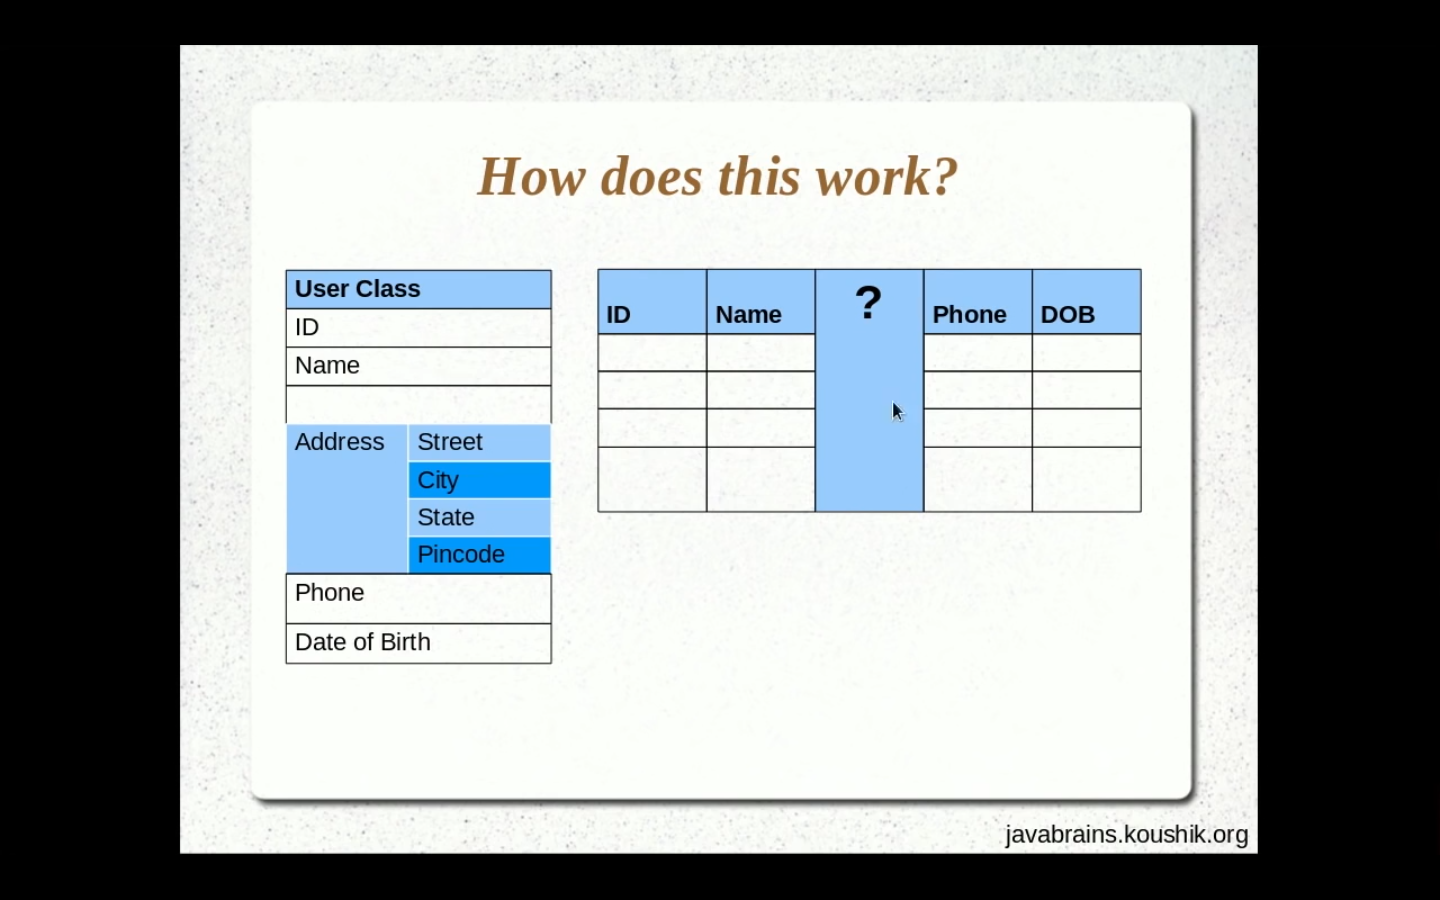 How does this work?
User Class
ID
Name
Address
Street
City
State
Pincode
Phone
Date of Birth
ID
Name
?
Phone
DOB
javabrains.koushik.org